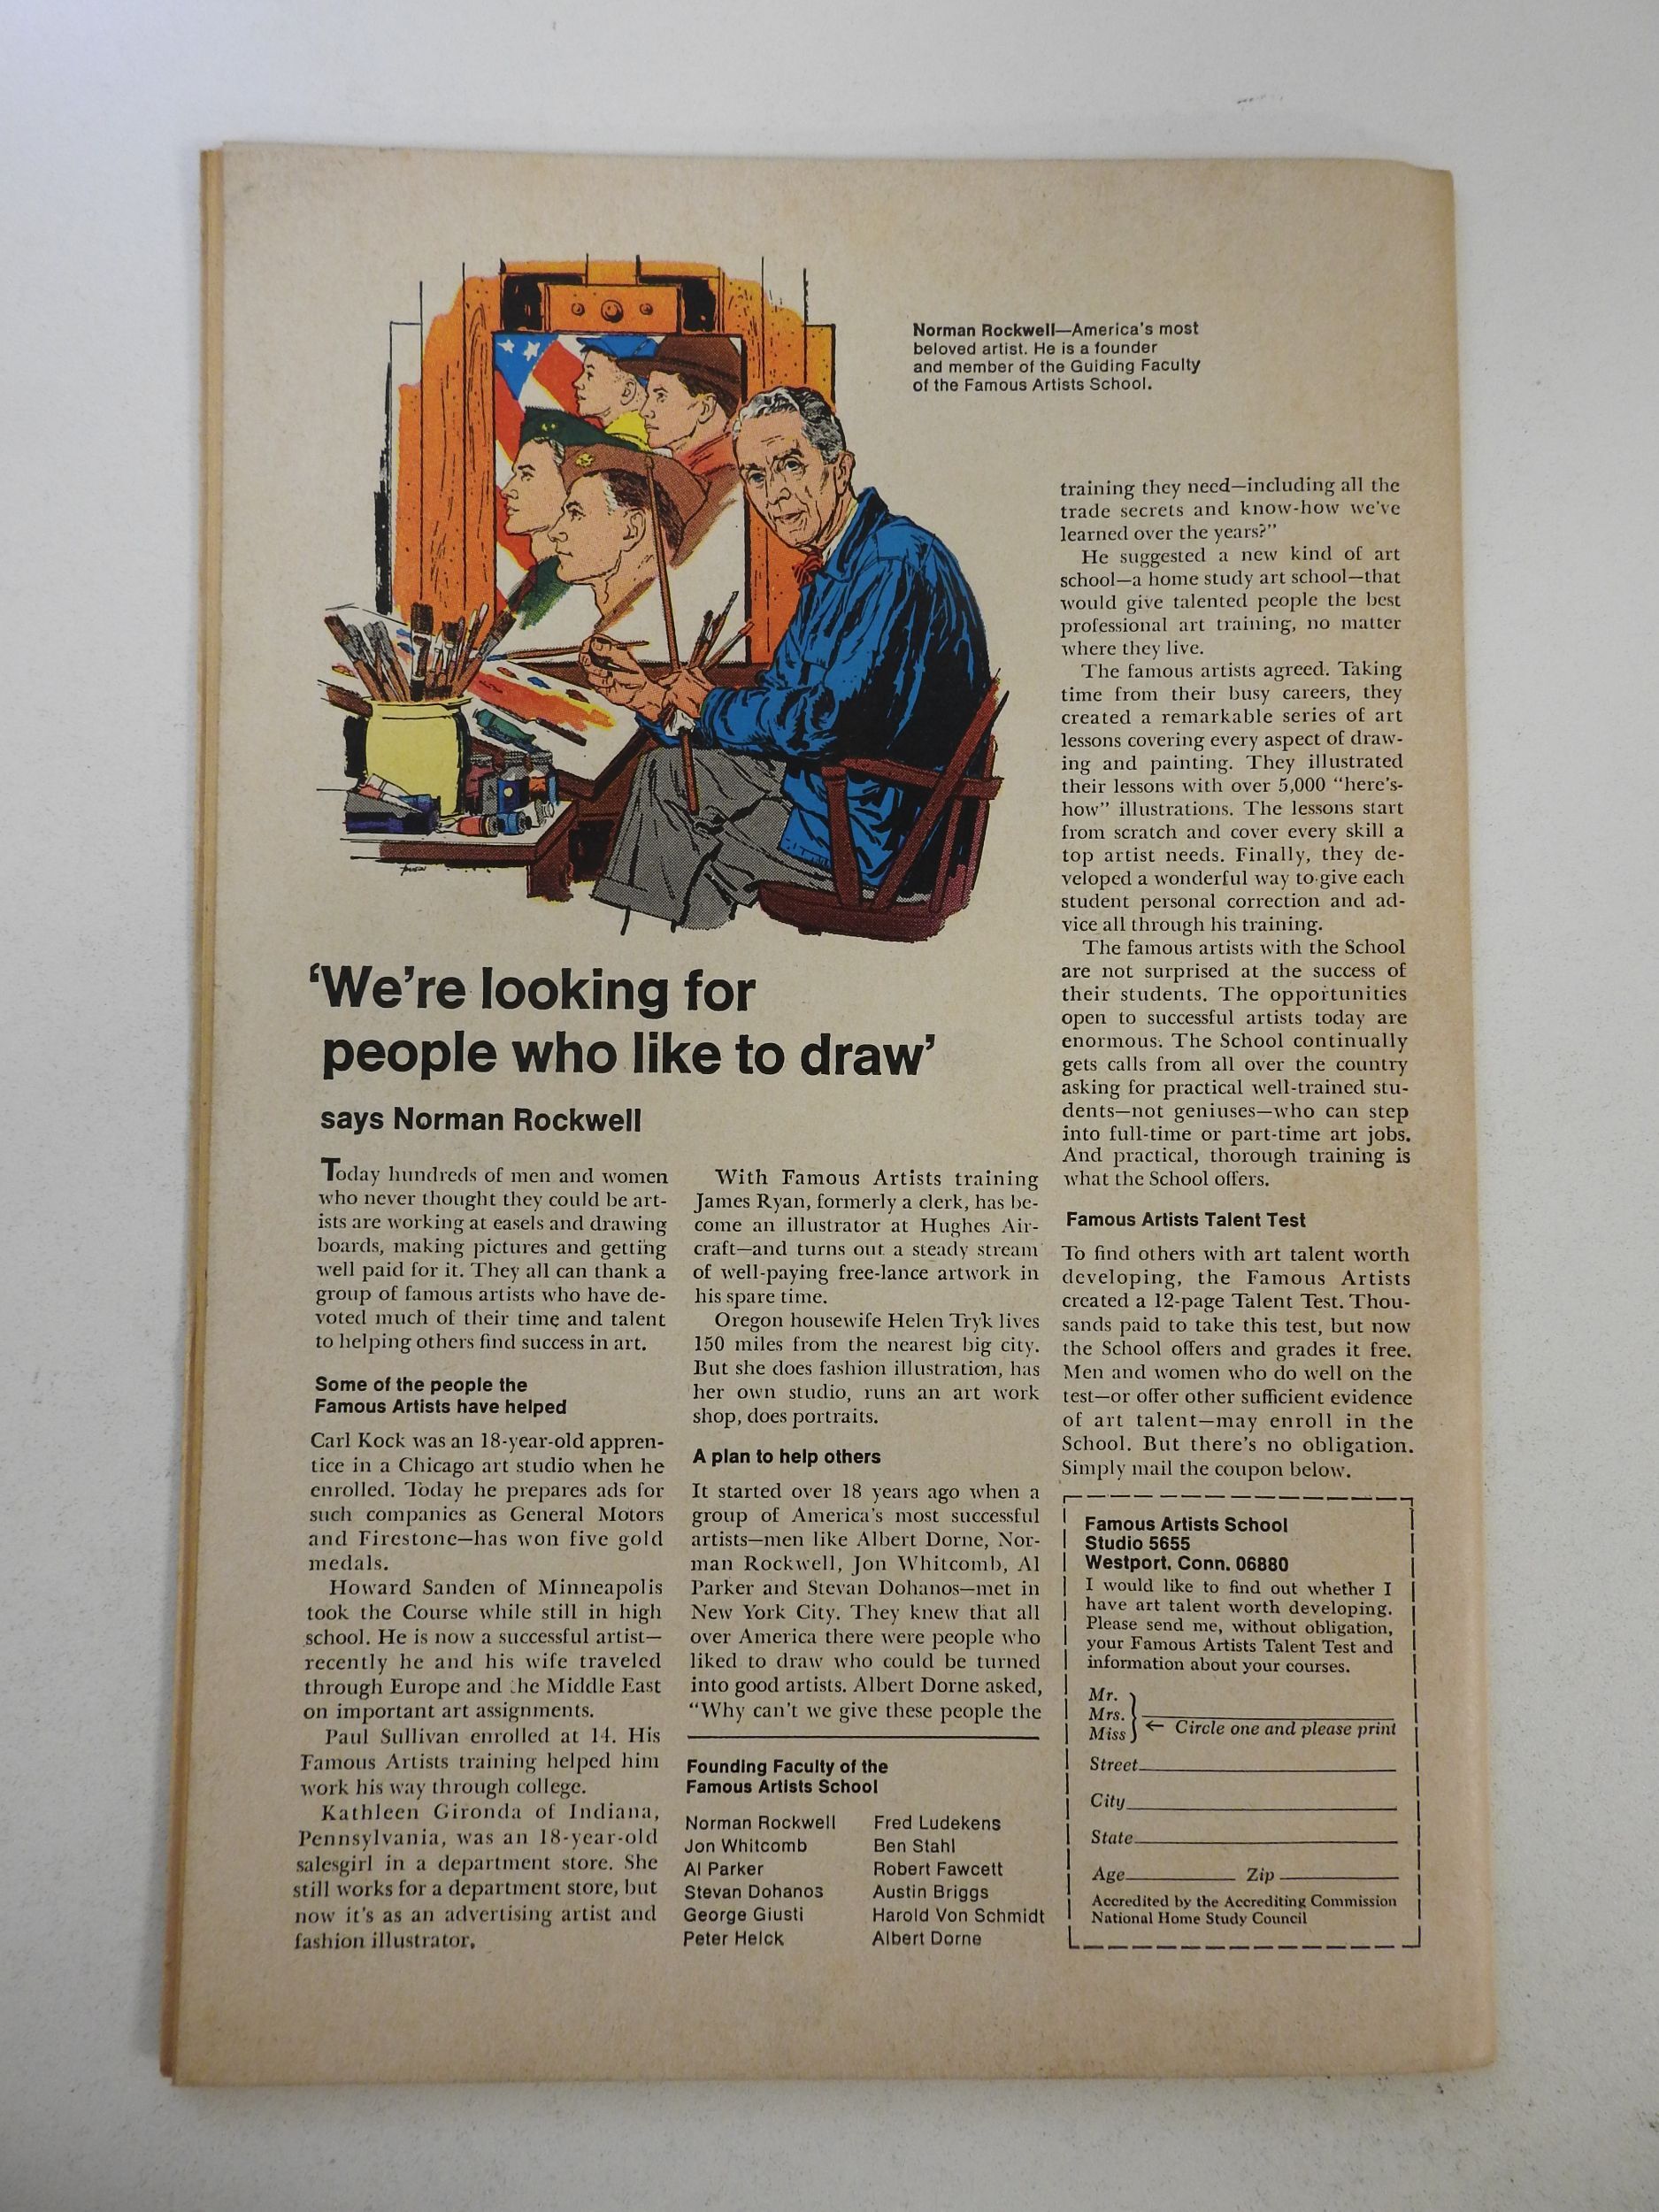 Norman Rockwell—America's most
beloved artist. He is a founder
and member of the Guiding Faculty
of the Famous Artists School.
'We're looking for
people who like to draw'
says Norman Rockwell
Today hundreds of men and women
who never thought they could be art-
ists are working at easels and drawing
boards, making pictures and getting
well paid for it. They all can thank a
group of famous artists who have de-
voted much of their time and talent
to helping others find success in art.
Some of the people the
Famous Artists have helped
Carl Kock was an 18-year-old appren-
tice in a Chicago art studio when he
enrolled. Today he prepares ads for
such companies as General Motors
and Firestone—has won five gold
medals.
Howard Sanden of Minneapolis
took the Course while still in high
school. He is now a successful artist—
recently he and his wife traveled
through Europe and the Middle East
on important art assignments.
Paul Sullivan enrolled at 14. His
Famous Artists training helped him
work his way through college.
Kathleen Gironda of Indiana,
Pennsylvania, was an 18-year-old
salesgirl in a department store. She
still works for a department store, but
now it's as an advertising artist and
fashion illustrator.
With Famous Artists training
James Ryan, formerly a clerk, has be-
come an illustrator at Hughes Air-
craft—and turns out a steady stream
of well-paying free-lance artwork in
his spare time.
Oregon housewife Helen Tryk lives
150 miles from the nearest big city.
But she does fashion illustration, has
her own studio, runs an art work
shop, does portraits.
A plan to help others
It started over 18 years ago when a
group of America's most successful
artists—men like Albert Dorne, Nor-
man Rockwell, Jon Whitcomb, Al
Parker and Stevan Dohanos—met in
New York City. They knew that all
over America there were people who
liked to draw who could be turned
into good artists. Albert Dorne asked,
"Why can't we give these people the
Founding Faculty of the
Famous Artists School
Norman Rockwell
Jon Whitcomb
Al Parker
Stevan Dohanos
George Giusti
Peter Helck
Fred Ludekens
Ben Stahl
Robert Fawcett
Austin Briggs
Harold Von Schmidt
Albert Dorne
training they need—including all the
trade secrets and know-how we've
learned over the years?"
He suggested a new kind of art
school—a home study art school—that
would give talented people the best
professional art training, no matter
where they live.
The famous artists agreed. Taking
time from their busy careers, they
created a remarkable series of art
lessons covering every aspect of draw-
ing and painting. They illustrated
their lessons with over 5,000 "here's-
how" illustrations. The lessons start
from scratch and cover every skill a
top artist needs. Finally, they de-
veloped a wonderful way to give each
student personal correction and ad-
vice all through his training.
The famous artists with the School
are not surprised at the success of
their students. The opportunities
open to successful artists today are
enormous. The School continually
gets calls from all over the country
asking for practical well-trained stu-
dents—not geniuses—who can step
into full-time or part-time art jobs.
And practical, thorough training is
what the School offers.
Famous Artists Talent Test
To find others with art talent worth
developing, the Famous Artists
created a 12-page Talent Test. Thou-
sands paid to take this test, but now
the School offers and grades it free.
Men and women who do well on the
test—or offer other sufficient evidence
of art talent—may enroll in the
School. But there's no obligation.
Simply mail the coupon below.
Famous Artists School
Studio 5655
Westport, Conn. 06880
I would like to find out whether I
have art talent worth developing.
Please send me, without obligation,
your Famous Artists Talent Test and
information about your courses.
Mr.
Mrs.
Miss ← Circle one and please print
Street
City
State
Age Zip
Accredited by the Accrediting Commission
National Home Study Council